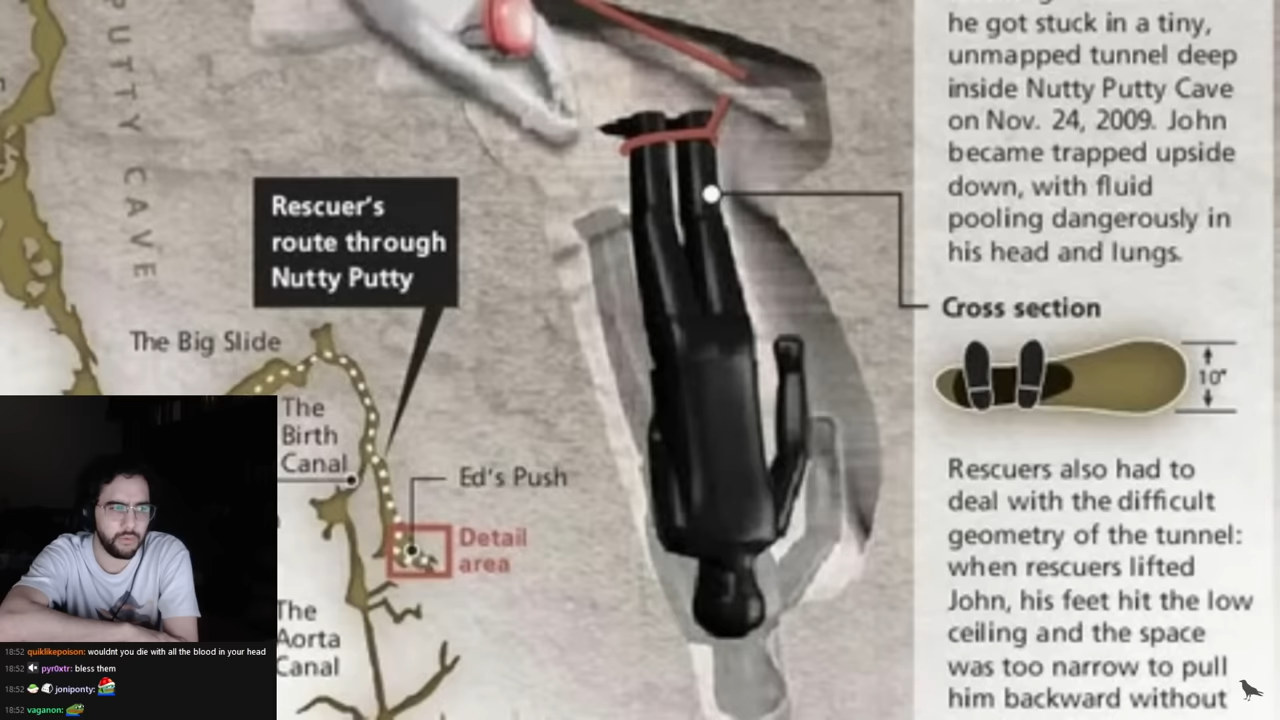 PUTTY CAVE
Rescuer's
route through
Nutty Putty
The Big Slide
The
Birth
Canal
Ed's Push
Detail
area
The
Aorta
Canal
he got stuck in a tiny,
unmapped tunnel deep
inside Nutty Putty Cave
on Nov. 24, 2009. John
became trapped upside
down, with fluid
pooling dangerously in
his head and lungs.
Cross section
10"
Rescuers also had to
deal with the difficult
geometry of the tunnel:
when rescuers lifted
John, his feet hit the low
ceiling and the space
was too narrow to pull
him backward without
18:52 quiklikepoison: wouldnt you die with all the blood in your head
18:52 pyr0xtr: bless them
18:52 joniponty:
18:52 vaganon: